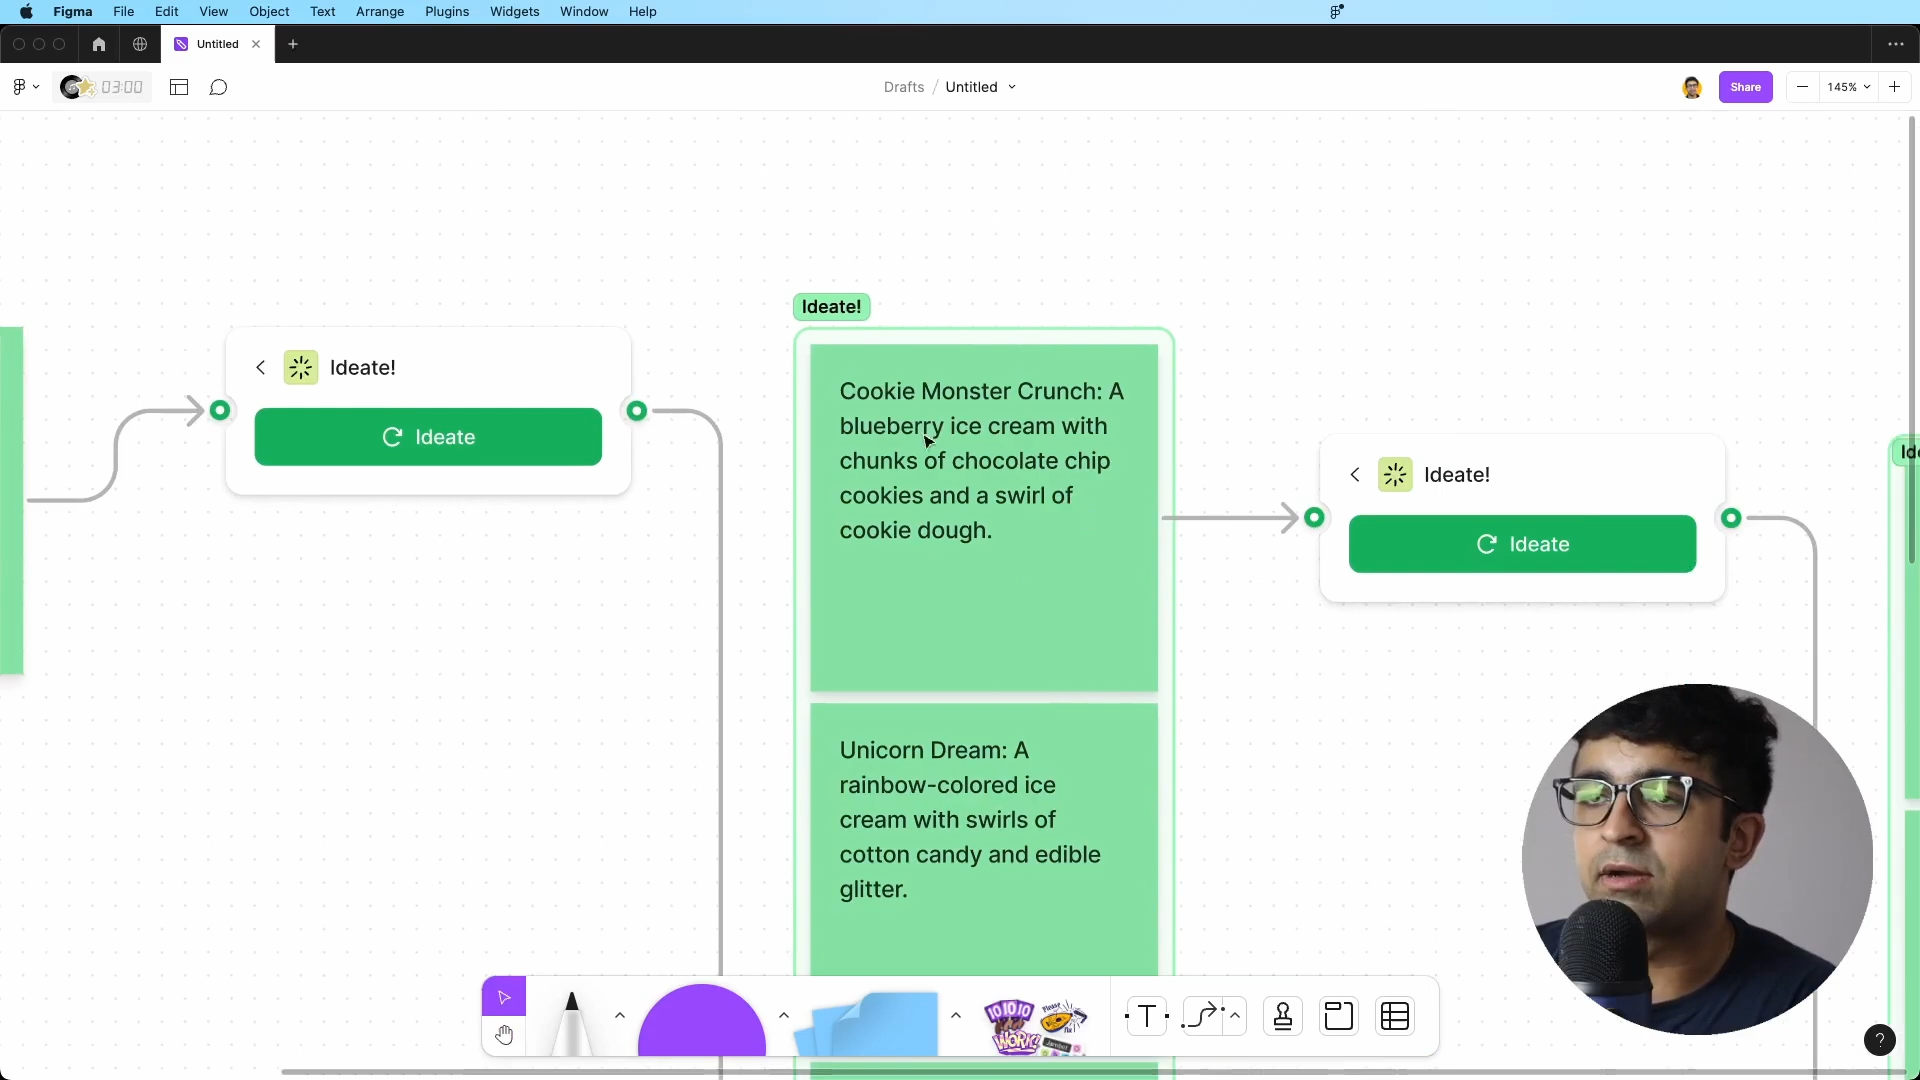 Figma File Edit View Object Text Arrange Plugins Widgets Window Help
Untitled
03:00
Drafts / Untitled
Share
145%
Ideate!
Ideate!
Ideate
Cookie Monster Crunch: A
blueberry ice cream with
chunks of chocolate chip
cookies and a swirl of
cookie dough.
Ideate!
Ideate
Unicorn Dream: A
rainbow-colored ice
cream with swirls of
cotton candy and edible
glitter.
T
101010
WORK!
?